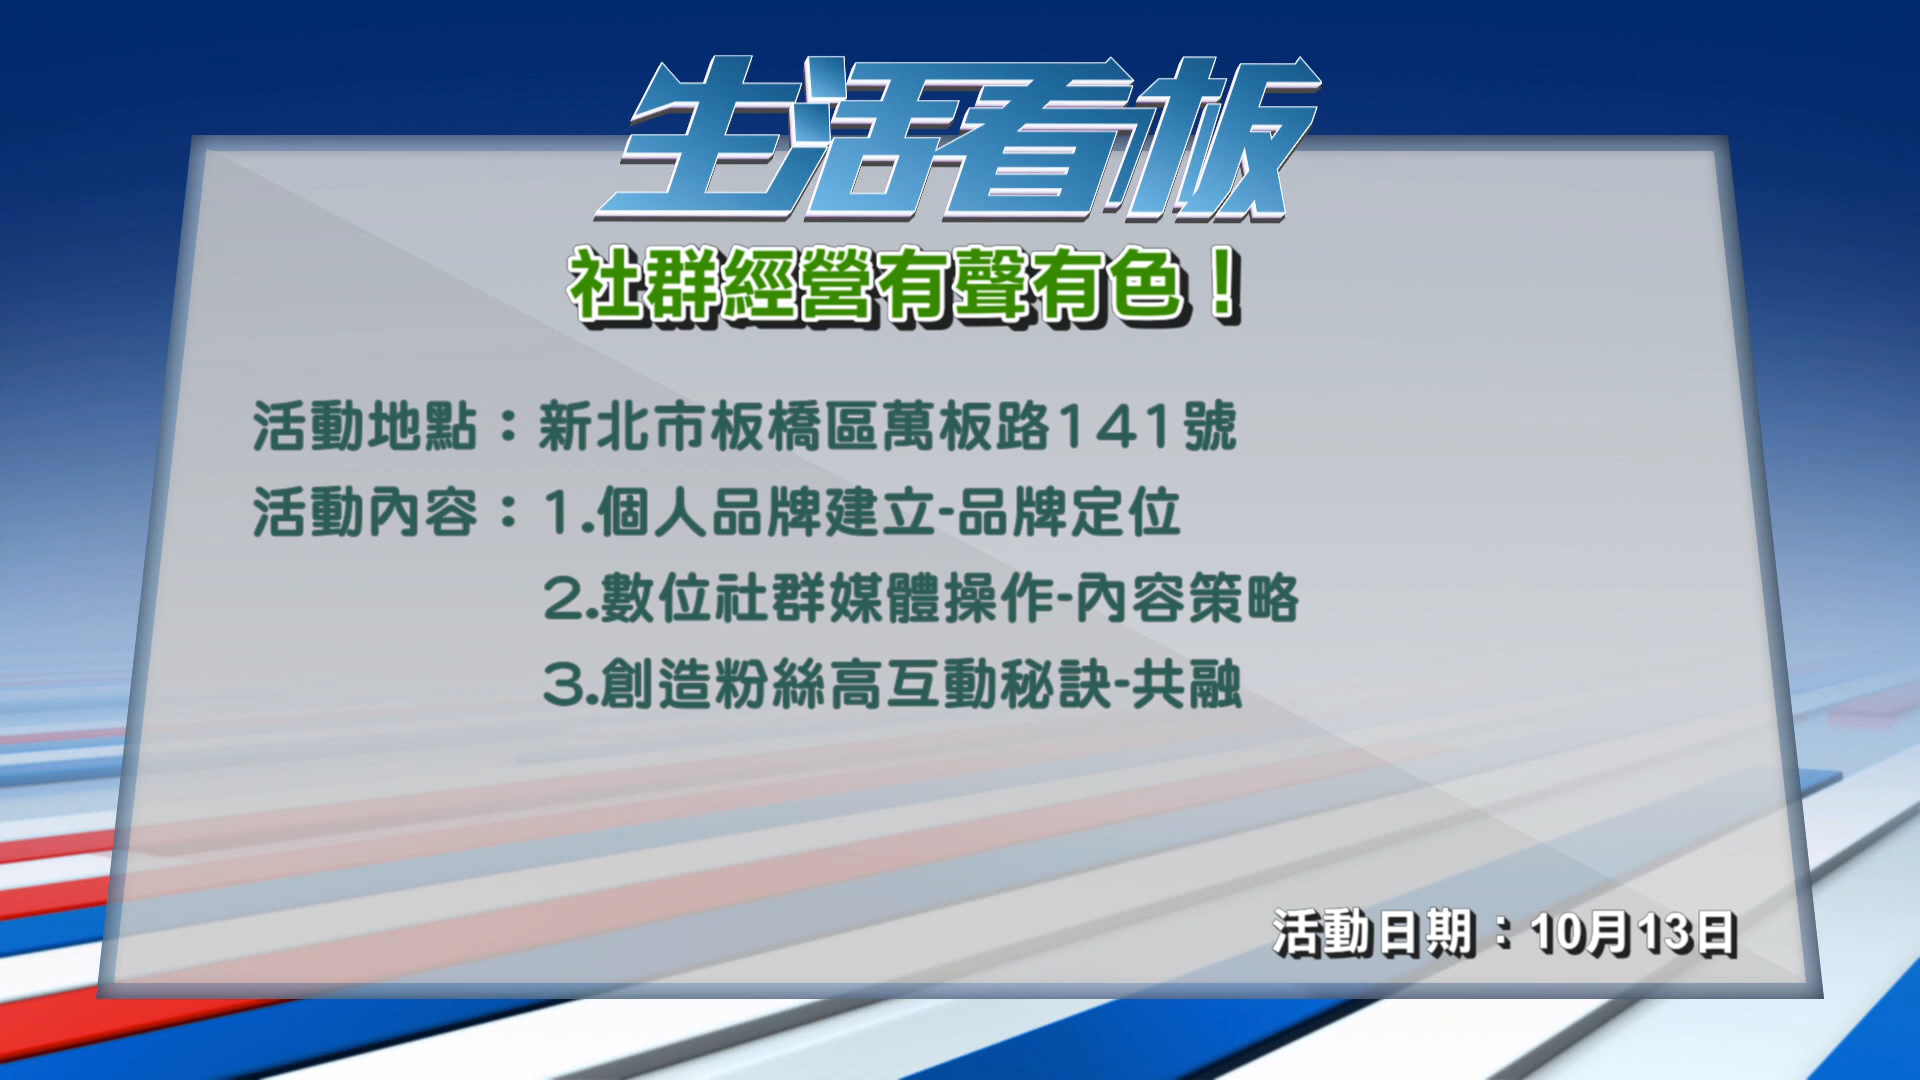 生活看板
社群經營有聲有色！
活動地點：新北市板橋區萬板路141號
活動內容：1.個人品牌建立-品牌定位
2.數位社群媒體操作-內容策略
3.創造粉絲高互動秘訣-共融
活動日期：10月13日